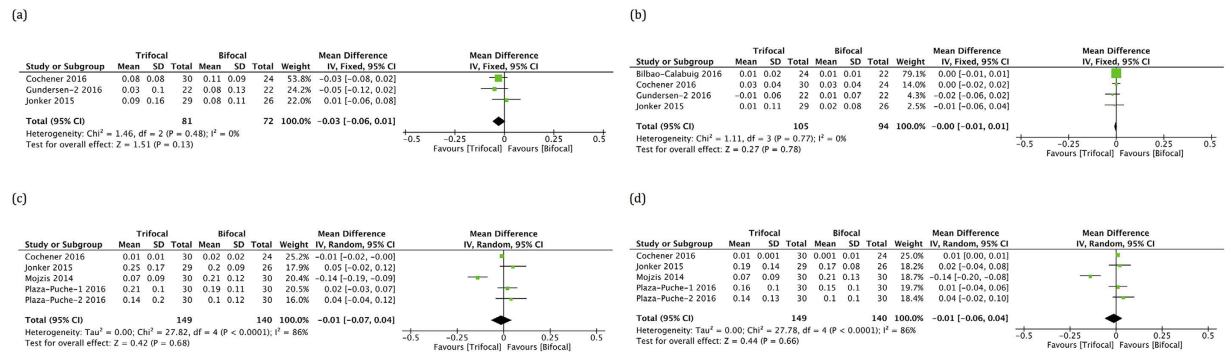 (a)
Trifocal Bifocal Mean Difference Mean Difference
Study or Subgroup Mean SD Total Mean SD Total Weight IV, Fixed, 95% CI IV, Fixed, 95% CI
Cochener 2016 0.08 0.08 30 0.11 0.09 24 53.8% -0.03 [-0.08, 0.02]
Gundersen-2 2016 0.03 0.1 22 0.08 0.13 22 24.2% -0.05 [-0.12, 0.02]
Jonker 2015 0.09 0.16 29 0.08 0.11 26 22.0% 0.01 [-0.06, 0.08]
Total (95% CI) 81 72 100.0% -0.03 [-0.06, 0.01]
Heterogeneity: Chi² = 1.46, df = 2 (P = 0.48); I² = 0%
Test for overall effect: Z = 1.51 (P = 0.13)
-0.5 -0.25 0 0.25 0.5
Favours [Trifocal] Favours [Bifocal]
(b)
Trifocal Bifocal Mean Difference Mean Difference
Study or Subgroup Mean SD Total Mean SD Total Weight IV, Fixed, 95% CI IV, Fixed, 95% CI
Bilbao-Calabuig 2016 0.01 0.02 24 0.01 0.01 22 79.1% 0.00 [-0.01, 0.01]
Cochener 2016 0.03 0.04 30 0.03 0.04 24 14.0% 0.00 [-0.02, 0.02]
Gundersen-2 2016 -0.01 0.06 22 0.01 0.07 22 4.3% -0.02 [-0.06, 0.02]
Jonker 2015 0.01 0.11 29 0.02 0.08 26 2.5% -0.01 [-0.06, 0.04]
Total (95% CI) 105 94 100.0% -0.00 [-0.01, 0.01]
Heterogeneity: Chi² = 1.11, df = 3 (P = 0.77); I² = 0%
Test for overall effect: Z = 0.27 (P = 0.78)
-0.5 -0.25 0 0.25 0.5
Favours [Trifocal] Favours [Bifocal]
(c)
Trifocal Bifocal Mean Difference Mean Difference
Study or Subgroup Mean SD Total Mean SD Total Weight IV, Random, 95% CI IV, Random, 95% CI
Cochener 2016 0.01 0.01 30 0.02 0.02 24 25.2% -0.01 [-0.02, -0.00]
Jonker 2015 0.25 0.17 29 0.2 0.09 26 17.9% 0.05 [-0.02, 0.12]
Mojzis 2014 0.07 0.09 30 0.21 0.12 30 20.4% -0.14 [-0.19, -0.09]
Plaza-Puche-1 2016 0.21 0.1 30 0.19 0.11 30 20.5% 0.02 [-0.03, 0.07]
Plaza-Puche-2 2016 0.14 0.2 30 0.1 0.12 30 16.0% 0.04 [-0.04, 0.12]
Total (95% CI) 149 140 100.0% -0.01 [-0.07, 0.04]
Heterogeneity: Tau² = 0.00; Chi² = 27.82, df = 4 (P < 0.0001); I² = 86%
Test for overall effect: Z = 0.42 (P = 0.68)
-0.5 -0.25 0 0.25 0.5
Favours [Trifocal] Favours [Bifocal]
(d)
Trifocal Bifocal Mean Difference Mean Difference
Study or Subgroup Mean SD Total Mean SD Total Weight IV, Random, 95% CI IV, Random, 95% CI
Cochener 2016 0.01 0.001 30 0.001 0.01 24 25.0% 0.01 [0.00, 0.01]
Jonker 2015 0.19 0.14 29 0.17 0.08 26 18.4% 0.02 [-0.04, 0.08]
Mojzis 2014 0.07 0.09 30 0.21 0.13 30 18.5% -0.14 [-0.20, -0.08]
Plaza-Puche-1 2016 0.16 0.1 30 0.15 0.1 30 19.7% 0.01 [-0.04, 0.06]
Plaza-Puche-2 2016 0.14 0.13 30 0.1 0.1 30 18.4% 0.04 [-0.02, 0.10]
Total (95% CI) 149 140 100.0% -0.01 [-0.06, 0.04]
Heterogeneity: Tau² = 0.00; Chi² = 27.78, df = 4 (P < 0.0001); I² = 86%
Test for overall effect: Z = 0.44 (P = 0.66)
-0.5 -0.25 0 0.25 0.5
Favours [Trifocal] Favours [Bifocal]